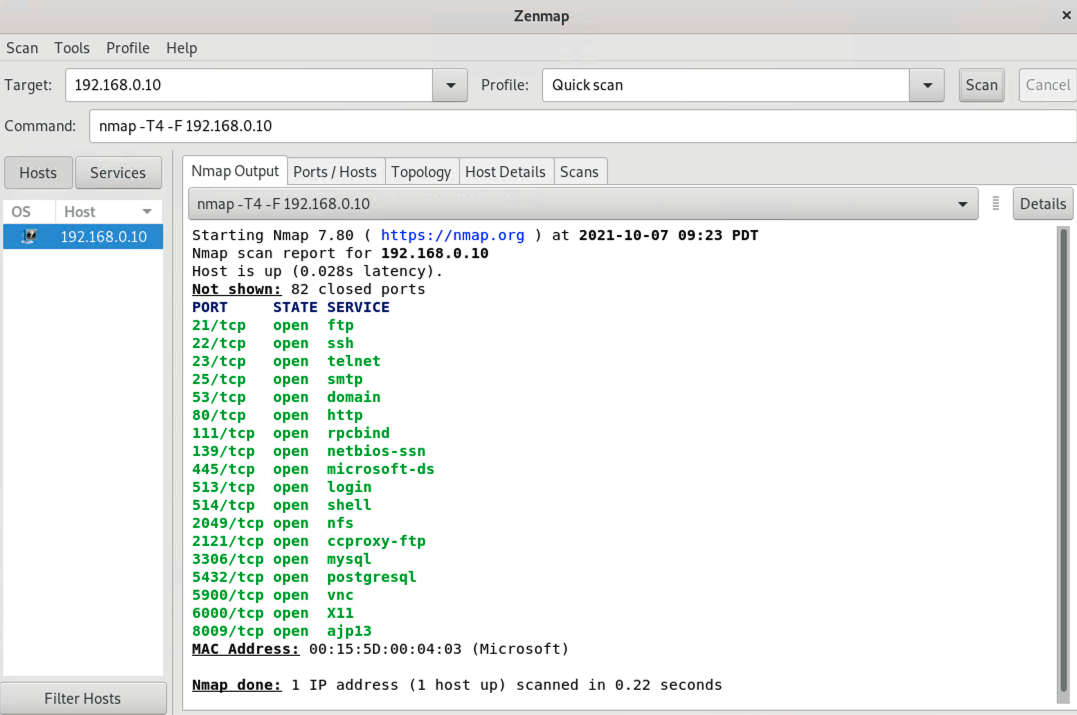 Zenmap ×
Scan Tools Profile Help
Target: 192.168.0.10 Profile: Quick scan Scan Cancel
Command: nmap -T4 -F 192.168.0.10
Hosts Services Nmap Output Ports / Hosts Topology Host Details Scans
OS Host nmap -T4 -F 192.168.0.10 Details
192.168.0.10
Starting Nmap 7.80 ( https://nmap.org ) at 2021-10-07 09:23 PDT
Nmap scan report for 192.168.0.10
Host is up (0.028s latency).
Not shown: 82 closed ports
PORT STATE SERVICE
21/tcp open ftp
22/tcp open ssh
23/tcp open telnet
25/tcp open smtp
53/tcp open domain
80/tcp open http
111/tcp open rpcbind
139/tcp open netbios-ssn
445/tcp open microsoft-ds
513/tcp open login
514/tcp open shell
2049/tcp open nfs
2121/tcp open ccproxy-ftp
3306/tcp open mysql
5432/tcp open postgresql
5900/tcp open vnc
6000/tcp open X11
8009/tcp open ajp13
MAC Address: 00:15:5D:00:04:03 (Microsoft)
Nmap done: 1 IP address (1 host up) scanned in 0.22 seconds
Filter Hosts